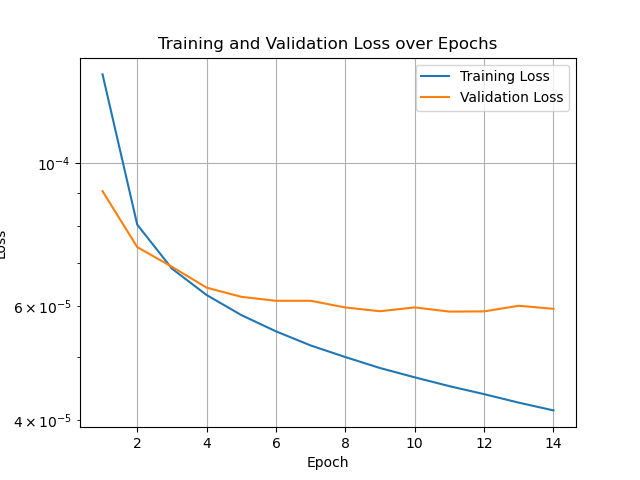 Training and Validation Loss over Epochs
Training Loss
Validation Loss
10⁻⁴
6 × 10⁻⁵
4 × 10⁻⁵
Loss
2 4 6 8 10 12 14
Epoch